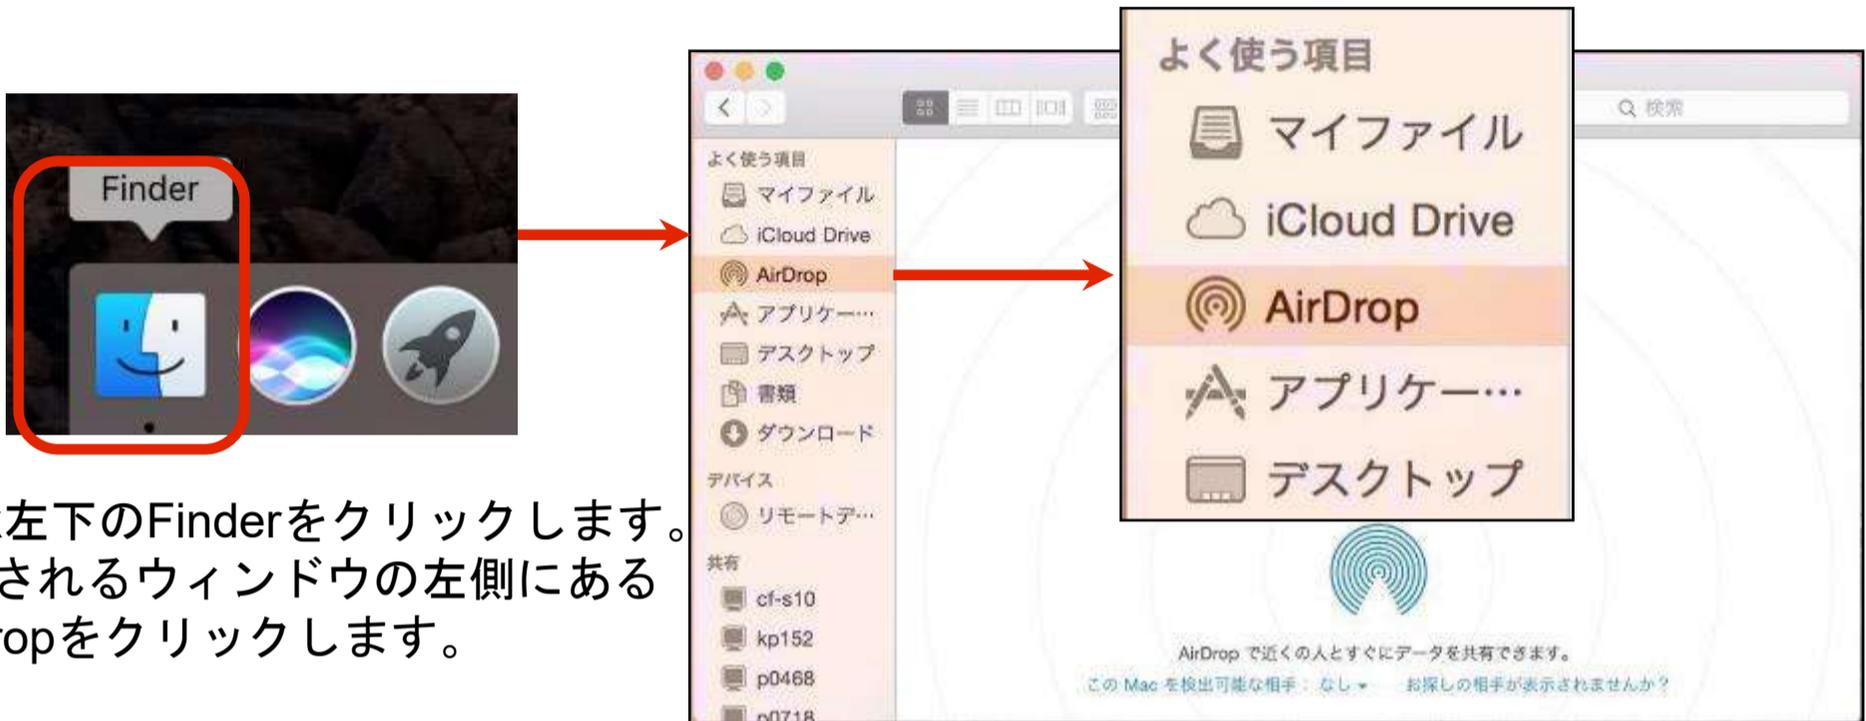 Finder
左下のFinderをクリックします。
されるウィンドウの左側にある
ropをクリックします。
検索
よく使う項目
マイファイル
iCloud Drive
AirDrop
アプリケー…
デスクトップ
書類
ダウンロード
デバイス
リモートデ…
共有
cf-s10
kp152
p0468
p0718
よく使う項目
マイファイル
iCloud Drive
AirDrop
アプリケー…
デスクトップ
AirDrop で近くの人とすぐにデータを共有できます。
この Mac を検出可能な相手： なし
お探しの相手が表示されませんか？